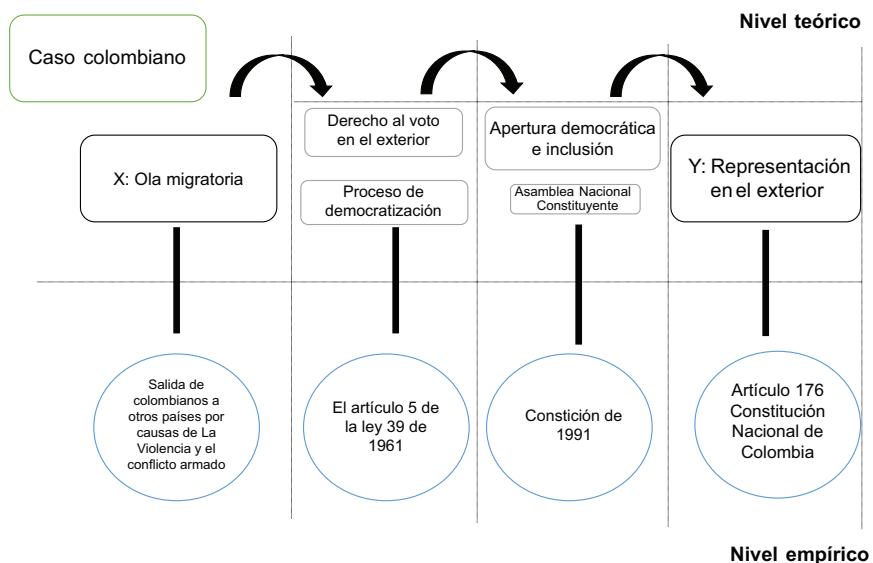 Nivel teórico
Caso colombiano
X: Ola migratoria
Derecho al voto
en el exterior
Proceso de
democratización
Apertura democrática
e inclusión
Asamblea Nacional
Constituyente
Y: Representación
en el exterior
Salida de
colombianos a
otros países por
causas de La
Violencia y el
conflicto armado
El artículo 5 de
la ley 39 de
1961
Constición de
1991
Artículo 176
Constitución
Nacional de
Colombia
Nivel empírico